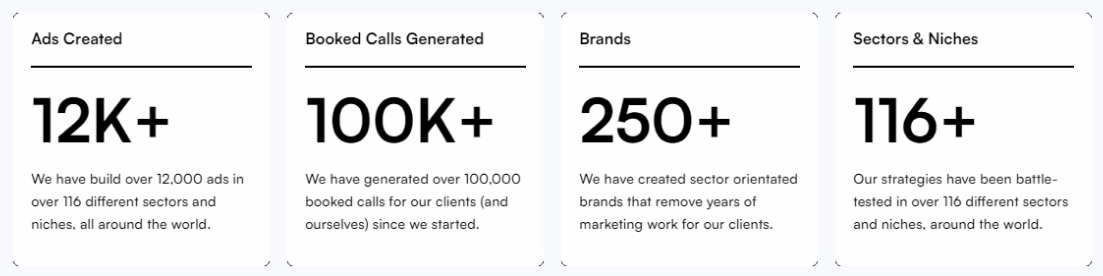 Ads Created
12K+
We have build over 12,000 ads in
over 116 different sectors and
niches, all around the world.
Booked Calls Generated
100K+
We have generated over 100,000
booked calls for our clients (and
ourselves) since we started.
Brands
250+
We have created sector orientated
brands that remove years of
marketing work for our clients.
Sectors & Niches
116+
Our strategies have been battle-
tested in over 116 different sectors
and niches, around the world.